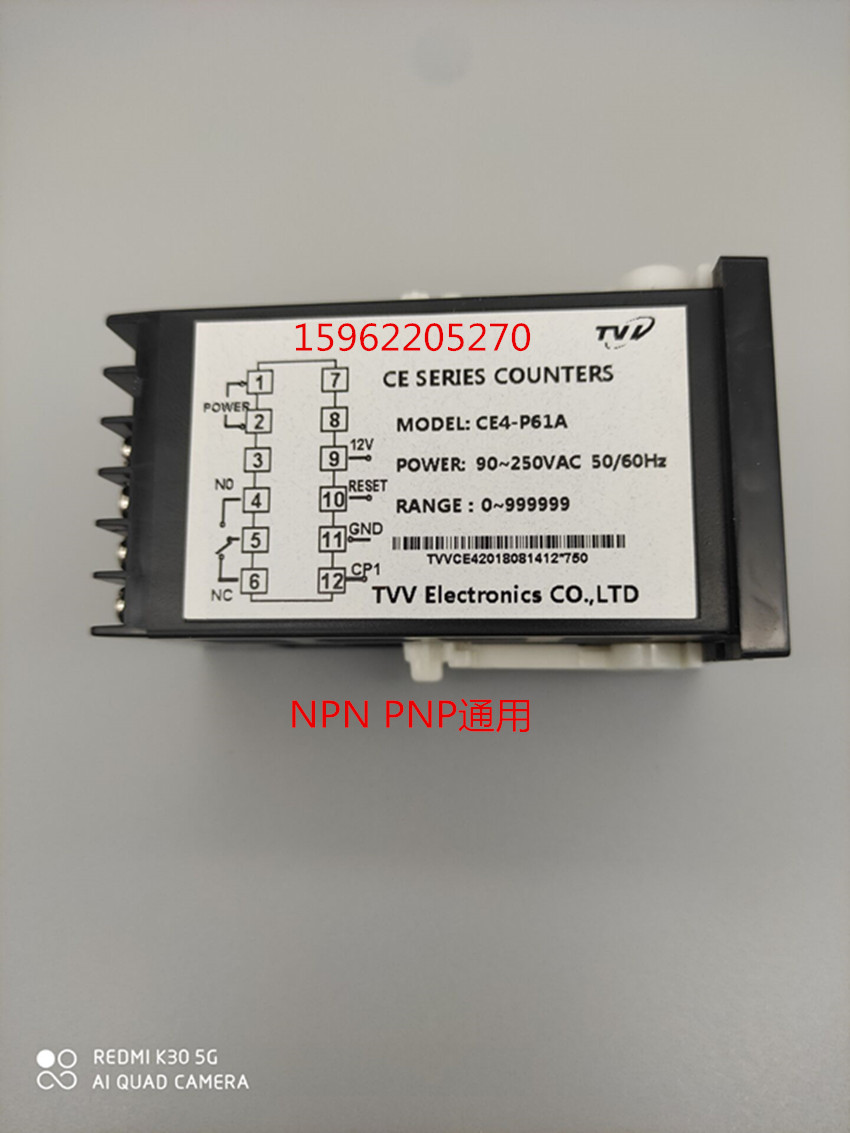 15962205270
TVV
CE SERIES COUNTERS
MODEL: CE4-P61A
POWER: 90~250VAC 50/60Hz
RANGE : 0~999999
TVVCE42018081412*750
TVV Electronics CO.,LTD
1 7
POWER
2 8
3 9 12V
N0 4 10 RESET
5 11 GND
NC 6 12 CP1
NPN PNP通用
REDMI K30 5G
AI QUAD CAMERA